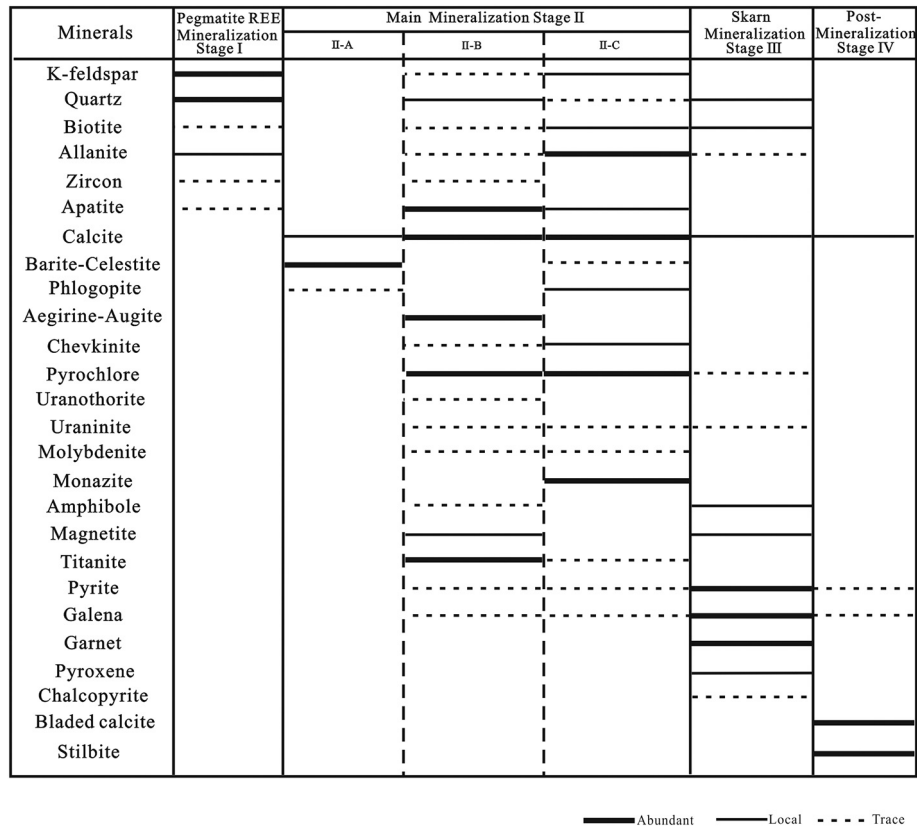 Minerals
Pegmatite REE
Mineralization
Stage I
Main Mineralization Stage II
II-A
II-B
II-C
Skarn
Mineralization
Stage III
Post-
Mineralization
Stage IV
K-feldspar
Quartz
Biotite
Allanite
Zircon
Apatite
Calcite
Barite-Celestite
Phlogopite
Aegirine-Augite
Chevkinite
Pyrochlore
Uranothorite
Uraninite
Molybdenite
Monazite
Amphibole
Magnetite
Titanite
Pyrite
Galena
Garnet
Pyroxene
Chalcopyrite
Bladed calcite
Stilbite
Abundant Local Trace